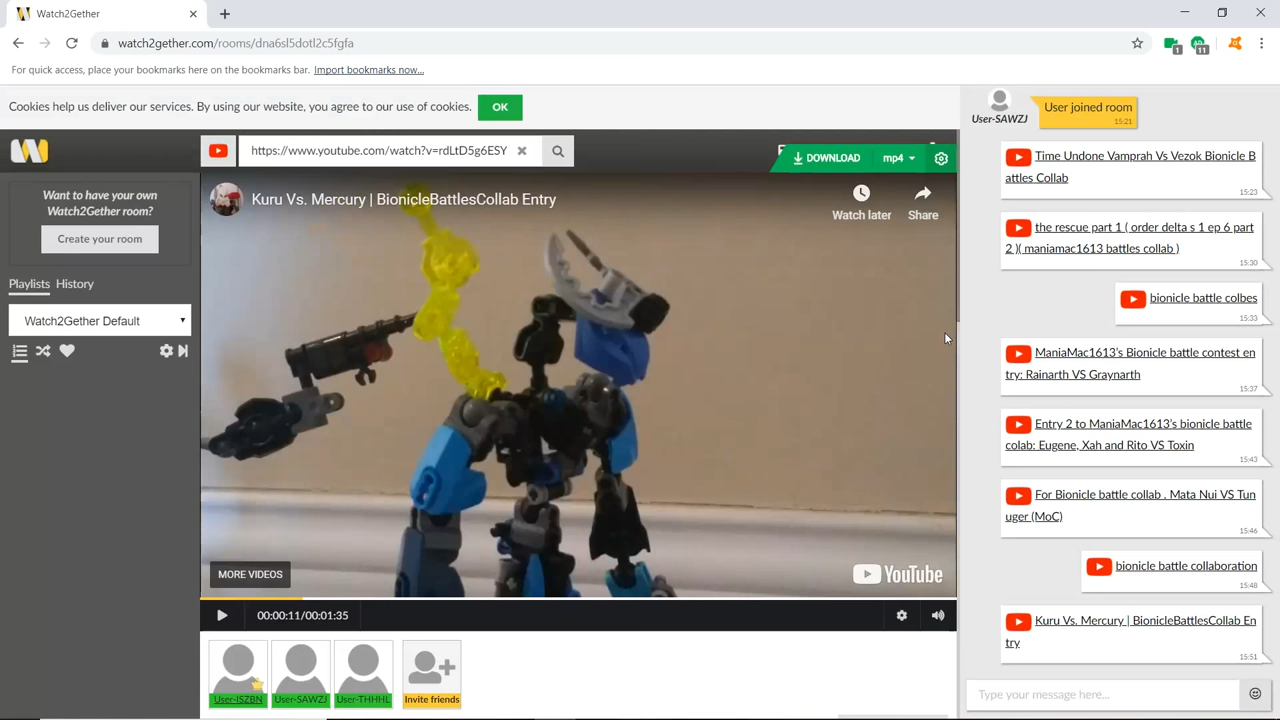 Watch2Gether
watch2gether.com/rooms/dna6sl5dotl2c5fgfa
1
11
For quick access, place your bookmarks here on the bookmarks bar. Import bookmarks now...
Cookies help us deliver our services. By using our website, you agree to our use of cookies.
OK
https://www.youtube.com/watch?v=rdLtD5g6ESY
DOWNLOAD
mp4
Want to have your own
Watch2Gether room?
Create your room
Playlists
History
Watch2Gether Default
Kuru Vs. Mercury | BionicleBattlesCollab Entry
Watch later
Share
MORE VIDEOS
YouTube
00:00:11/00:01:35
User-ISZBN
User-SAWZJ
User-THHHL
Invite friends
User-SAWZJ
User joined room
15:21
Time Undone Vamprah Vs Vezok Bionicle B
attles Collab
15:23
the rescue part 1 ( order delta s 1 ep 6 part
2 )( maniamac1613 battles collab )
15:30
bionicle battle colbes
15:33
ManiaMac1613's Bionicle battle contest en
try: Rainarth VS Graynarth
15:37
Entry 2 to ManiaMac1613's bionicle battle
colab: Eugene, Xah and Rito VS Toxin
15:43
For Bionicle battle collab . Mata Nui VS Tun
uger (MoC)
15:46
bionicle battle collaboration
15:48
Kuru Vs. Mercury | BionicleBattlesCollab En
try
15:51
Type your message here...